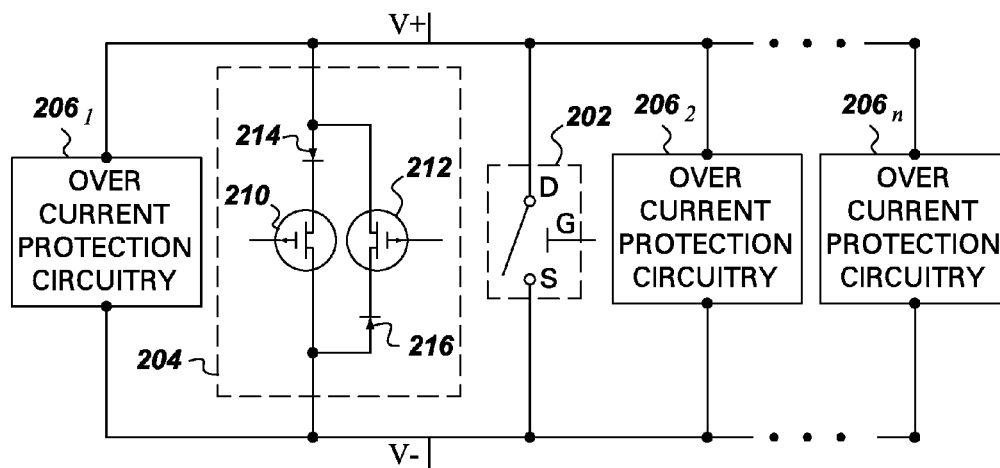 V+
206 1
OVER
CURRENT
PROTECTION
CIRCUITRY
214
210
212
216
204
202
D
G
S
206 2
OVER
CURRENT
PROTECTION
CIRCUITRY
206 n
OVER
CURRENT
PROTECTION
CIRCUITRY
V-